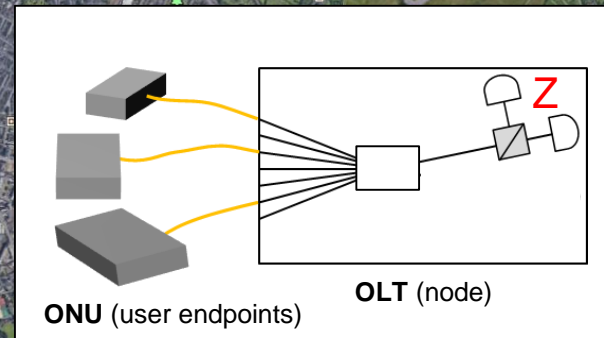 Z
OLT (node)
ONU (user endpoints)